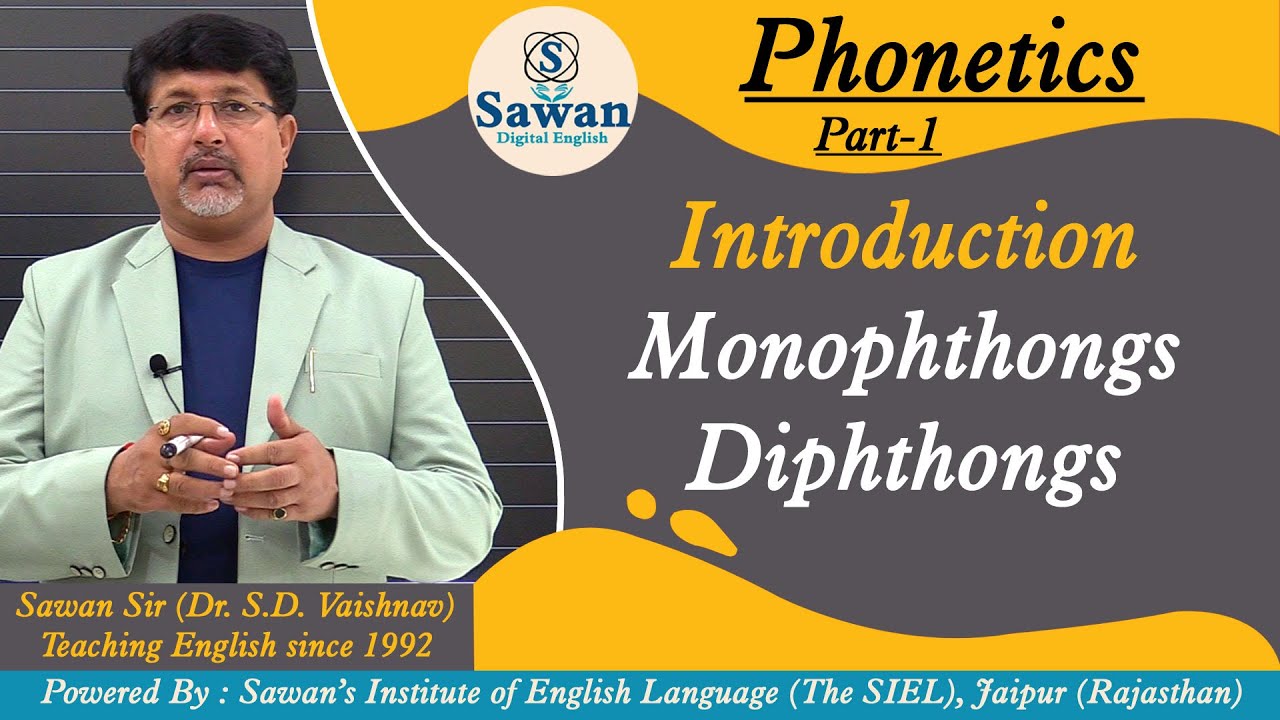 S
Sawan
Digital English
Phonetics
Part-1
Introduction
Monophthongs
Diphthongs
Sawan Sir (Dr. S.D. Vaishnav)
Teaching English since 1992
Powered By : Sawan's Institute of English Language (The SIEL), Jaipur (Rajasthan)